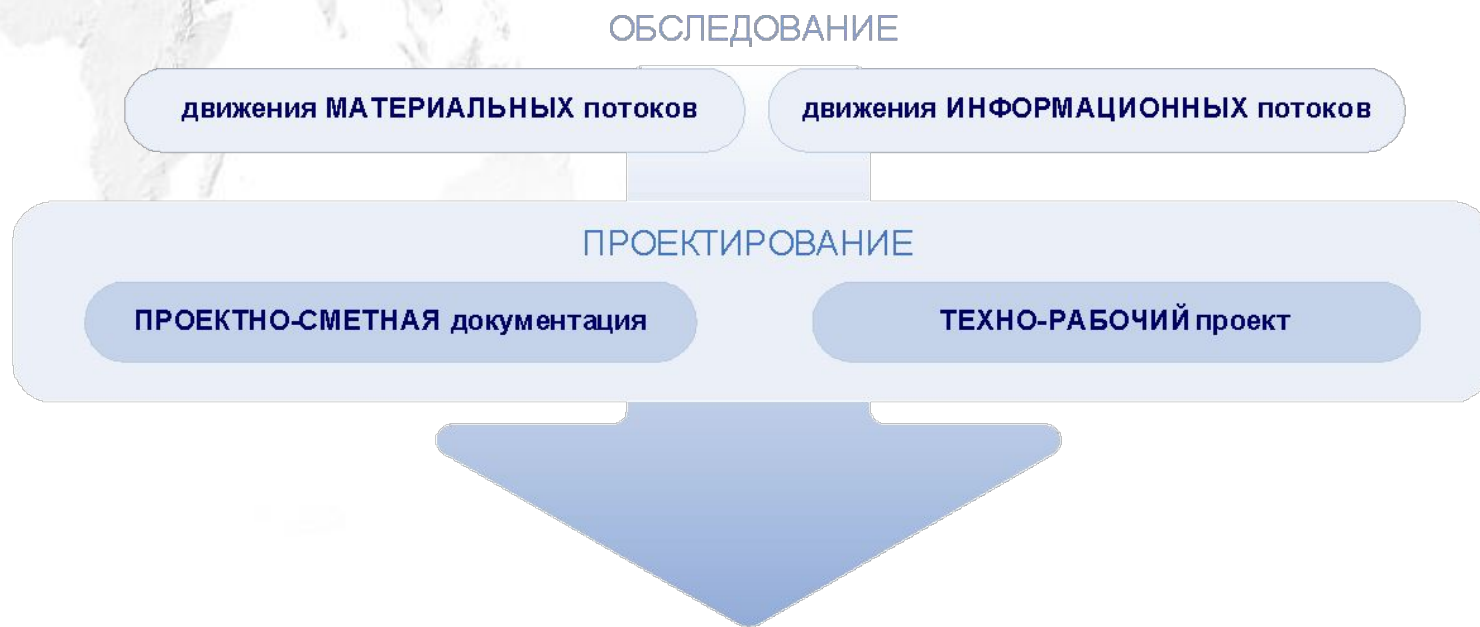 ОБСЛЕДОВАНИЕ
движения МАТЕРИАЛЬНЫХ потоков
движения ИНФОРМАЦИОННЫХ потоков
ПРОЕКТИРОВАНИЕ
ПРОЕКТНО-СМЕТНАЯ документация
ТЕХНО-РАБОЧИЙ проект